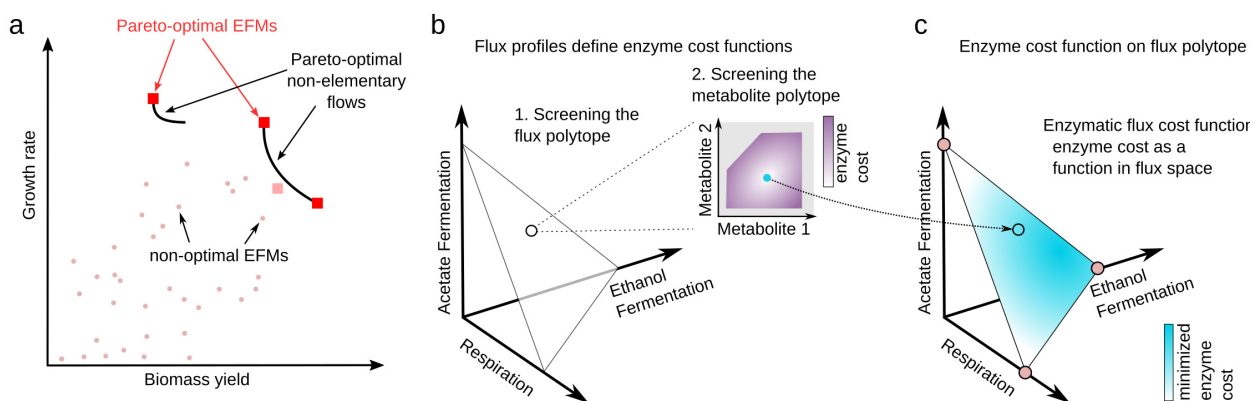 a
Pareto-optimal EFMs
Pareto-optimal
non-elementary
flows
non-optimal EFMs
Growth rate
Biomass yield
b
Flux profiles define enzyme cost functions
1. Screening the
flux polytope
2. Screening the
metabolite polytope
Metabolite 2
Metabolite 1
enzyme
cost
Acetate Fermentation
Ethanol
Fermentation
Respiration
c
Enzyme cost function on flux polytope
Enzymatic flux cost function
enzyme cost as a
function in flux space
Acetate Fermentation
Ethanol
Fermentation
Respiration
minimized
enzyme
cost